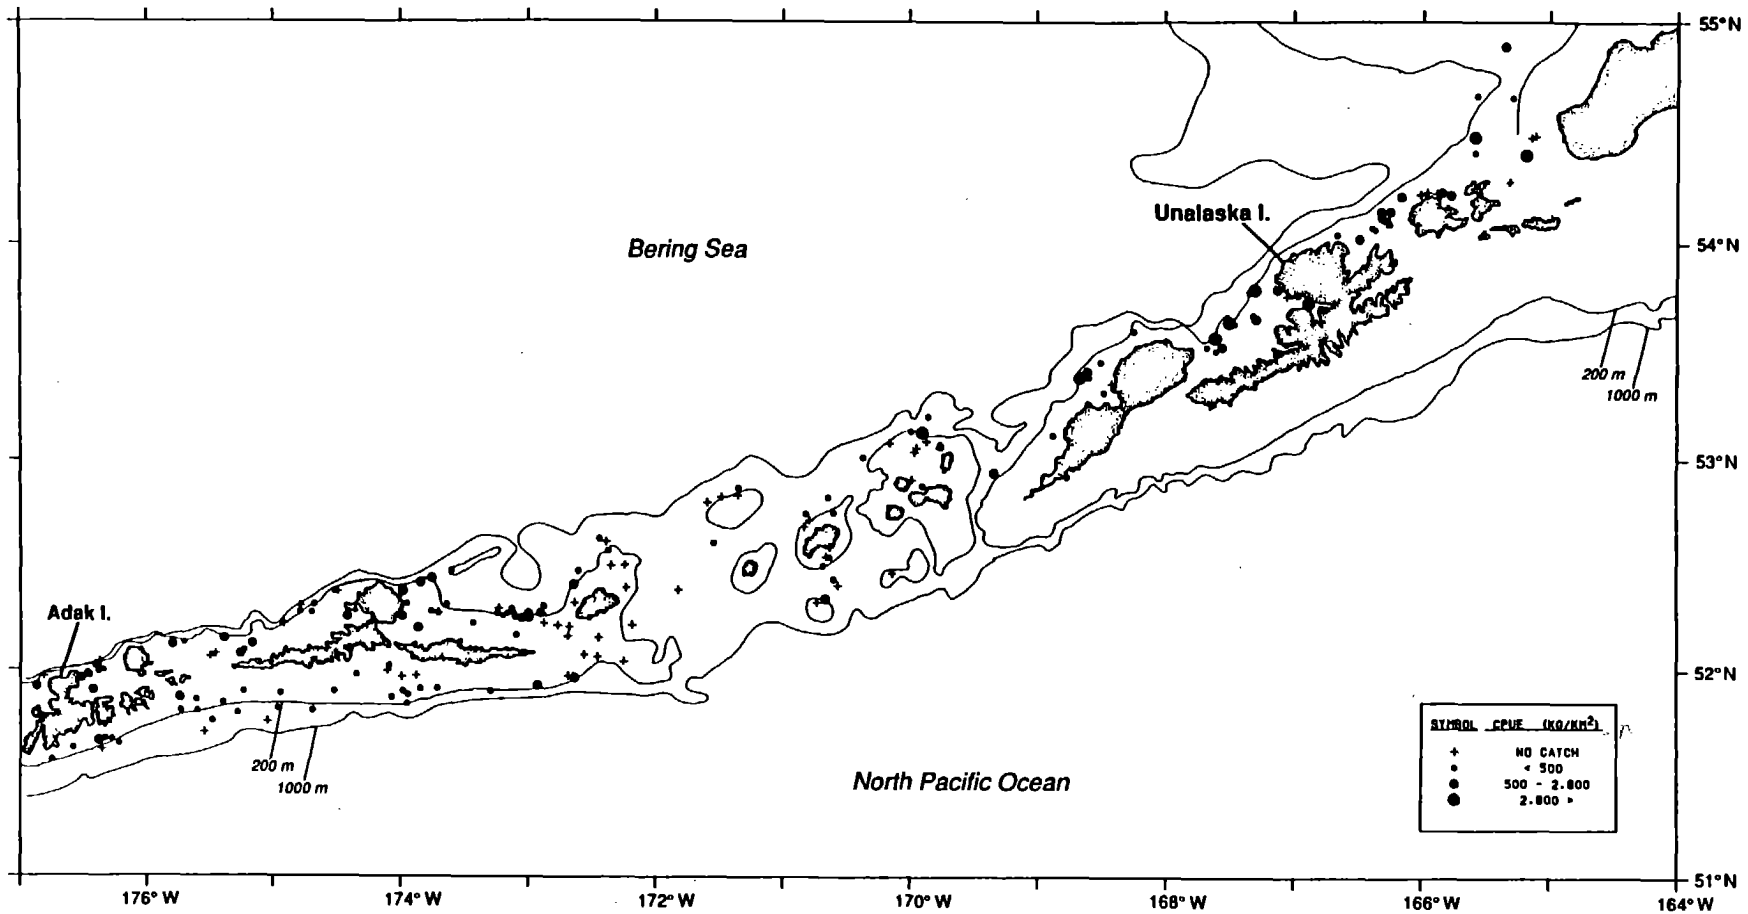 55°N
Unalaska I.
Bering Sea
54°N
200 m
1000 m
53°N
Adak I.
52°N
SYMBOL CPUE (KG/KM²)
+ NO CATCH
< 500
500 - 2.800
2.800 >
200 m
1000 m
North Pacific Ocean
51°N
176°W 174°W 172°W 170°W 168°W 166°W 164°W